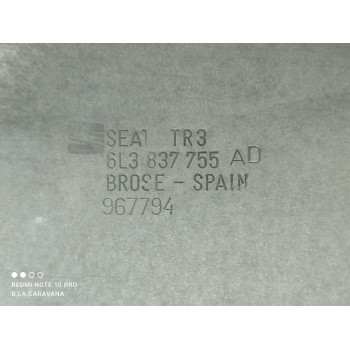 SEAT TR3
6L3 837 755 AD
BROSE - SPAIN
967794
REDMI NOTE 10 PRO
B.LA.CARAVANA